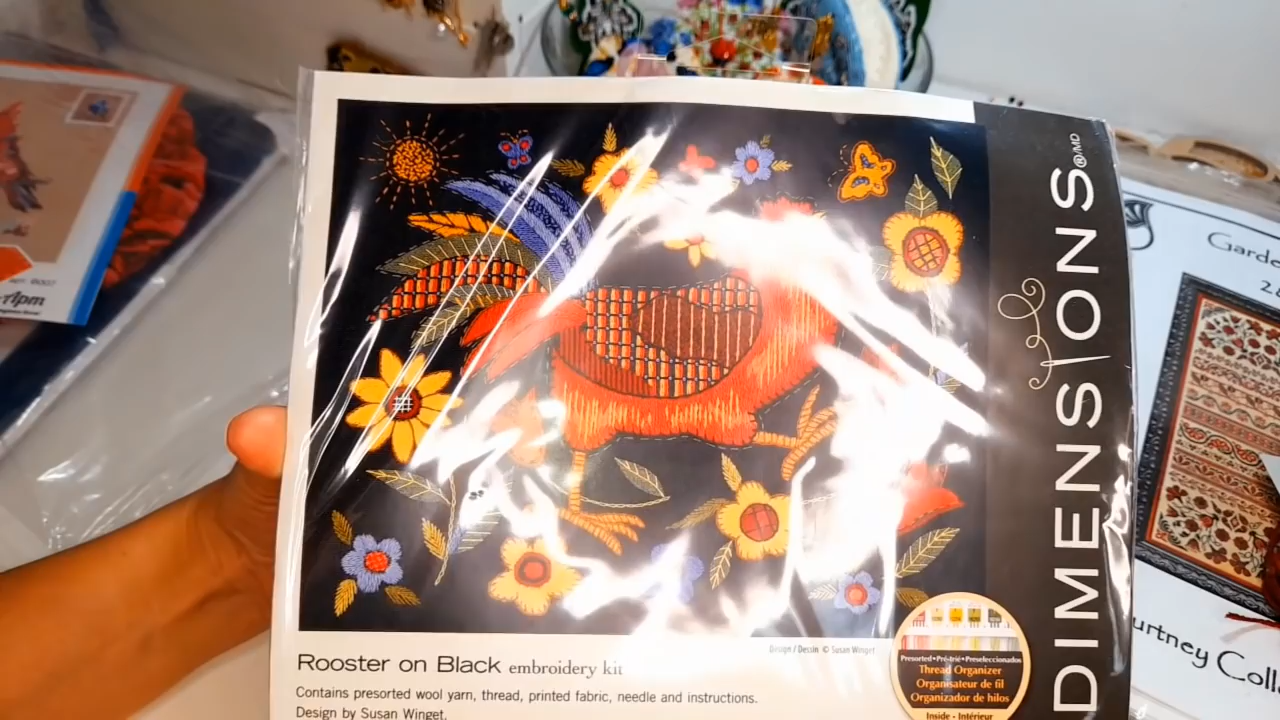 DIMENSIONS®/MD
Design / Dessin © Susan Winget
Rooster on Black embroidery kit
Contains presorted wool yarn, thread, printed fabric, needle and instructions.
Design by Susan Winget.
Presorted • Pré-trié • Preseleccionados
Thread Organizer
Organisateur de fil
Organizador de hilos
Inside - Intérieur
Арт
Garde
urtney Coll